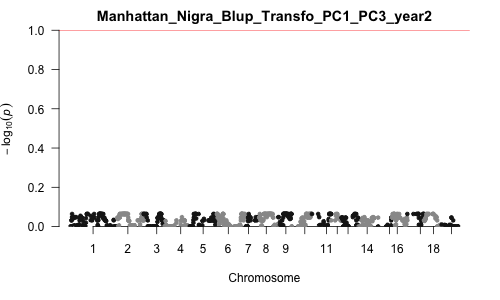 Manhattan_Nigra_Blup_Transfo_PC1_PC3_year2
1.0
0.8
0.6
0.4
0.2
0.0
− log10(p)
1 2 3 4 5 6 7 8 9 11 14 16 18
Chromosome